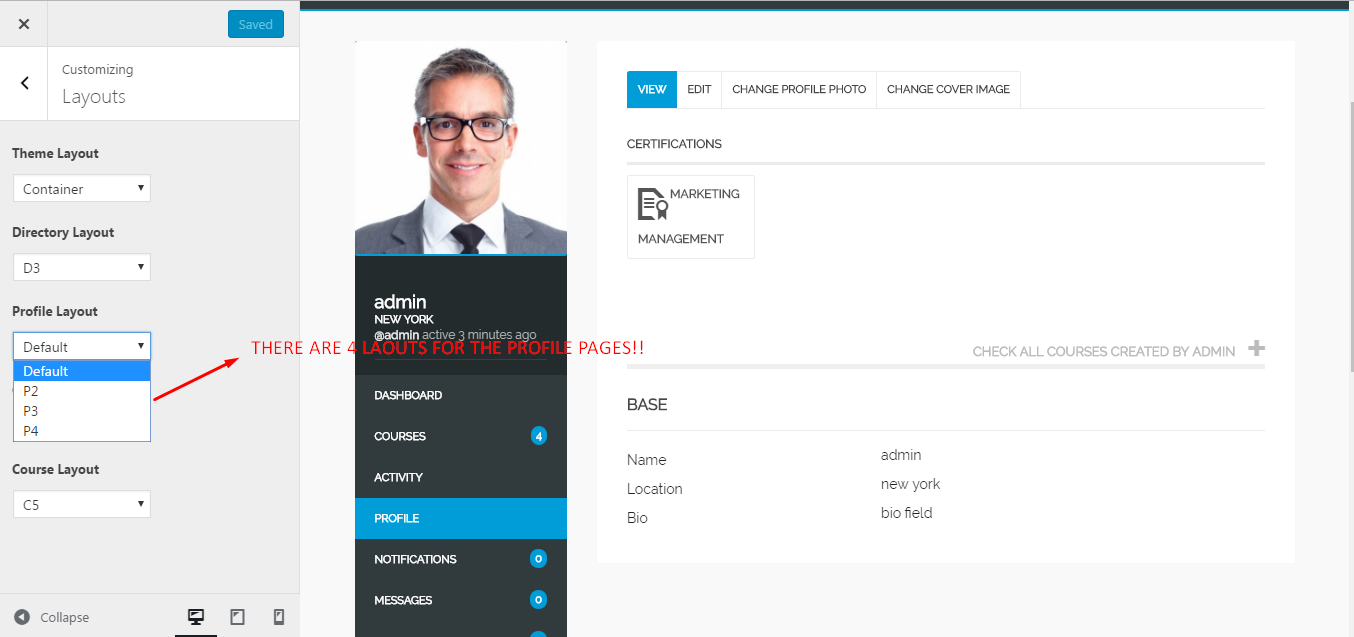 Saved
Customizing
Layouts
Theme Layout
Container
Directory Layout
D3
Profile Layout
Default
Default
P2
P3
P4
Course Layout
C5
Collapse
THERE ARE 4 LAOUTS FOR THE PROFILE PAGES!!
admin
NEW YORK
@admin active 3 minutes ago
DASHBOARD
COURSES 4
ACTIVITY
PROFILE
NOTIFICATIONS 0
MESSAGES 0
VIEW EDIT CHANGE PROFILE PHOTO CHANGE COVER IMAGE
CERTIFICATIONS
MARKETING
MANAGEMENT
CHECK ALL COURSES CREATED BY ADMIN +
BASE
Name admin
Location new york
Bio bio field